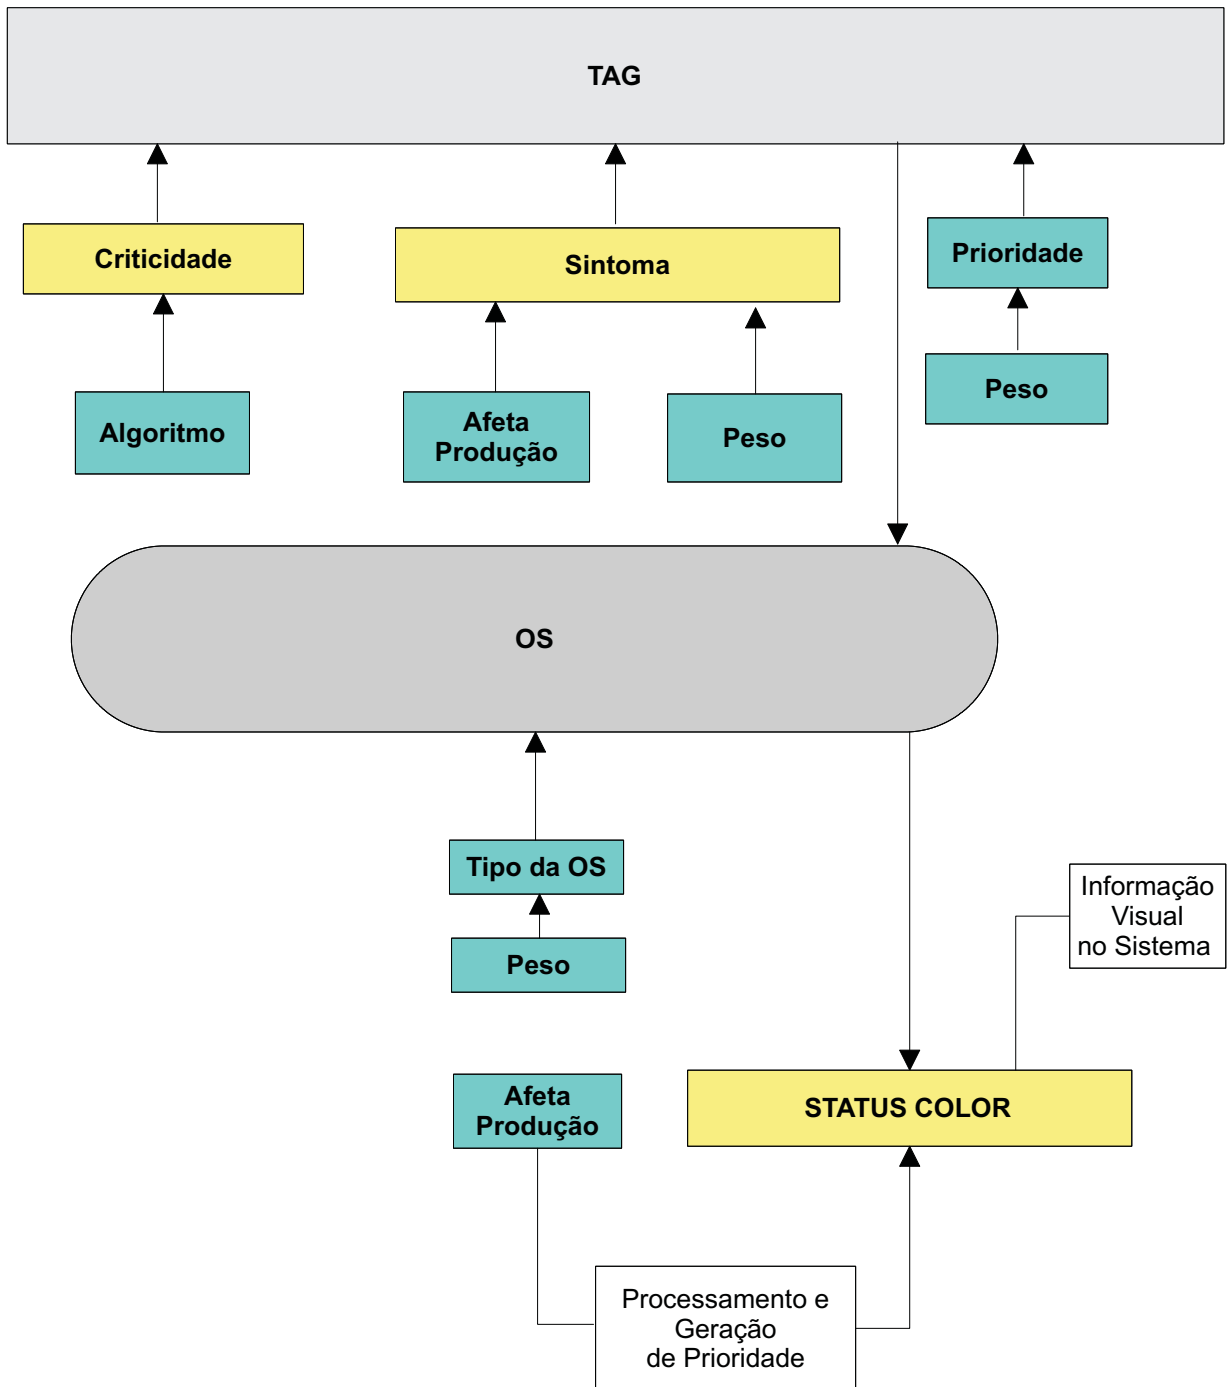 TAG
Criticidade
Sintoma
Prioridade
Algoritmo
Afeta
Produção
Peso
Peso
OS
Tipo da OS
Peso
Informação
Visual
no Sistema
Afeta
Produção
STATUS COLOR
Processamento e
Geração
de Prioridade